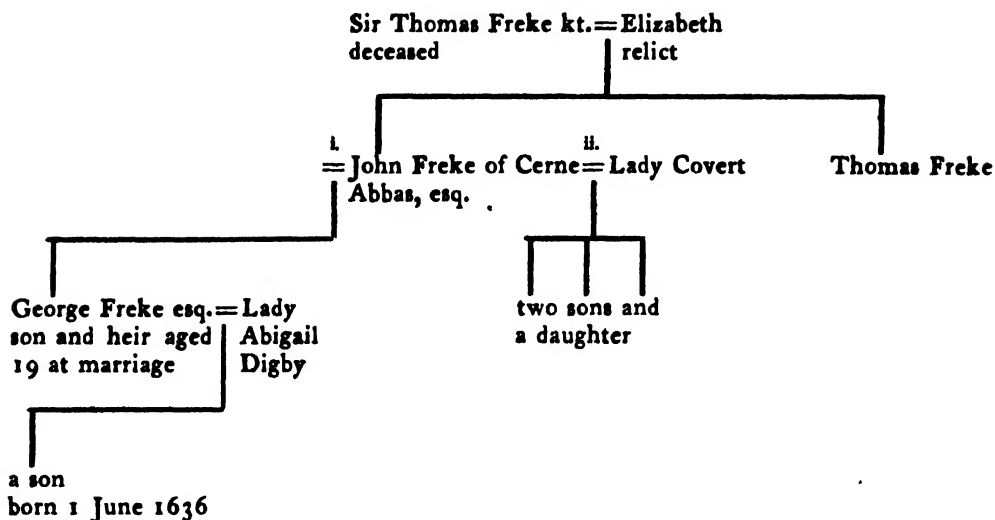 Sir Thomas Freke kt.=Elizabeth
deceased relict
i. ii.
=John Freke of Cerne=Lady Covert Thomas Freke
Abbas, esq.
George Freke esq.=Lady two sons and
son and heir aged Abigail a daughter
19 at marriage Digby
a son
born 1 June 1636